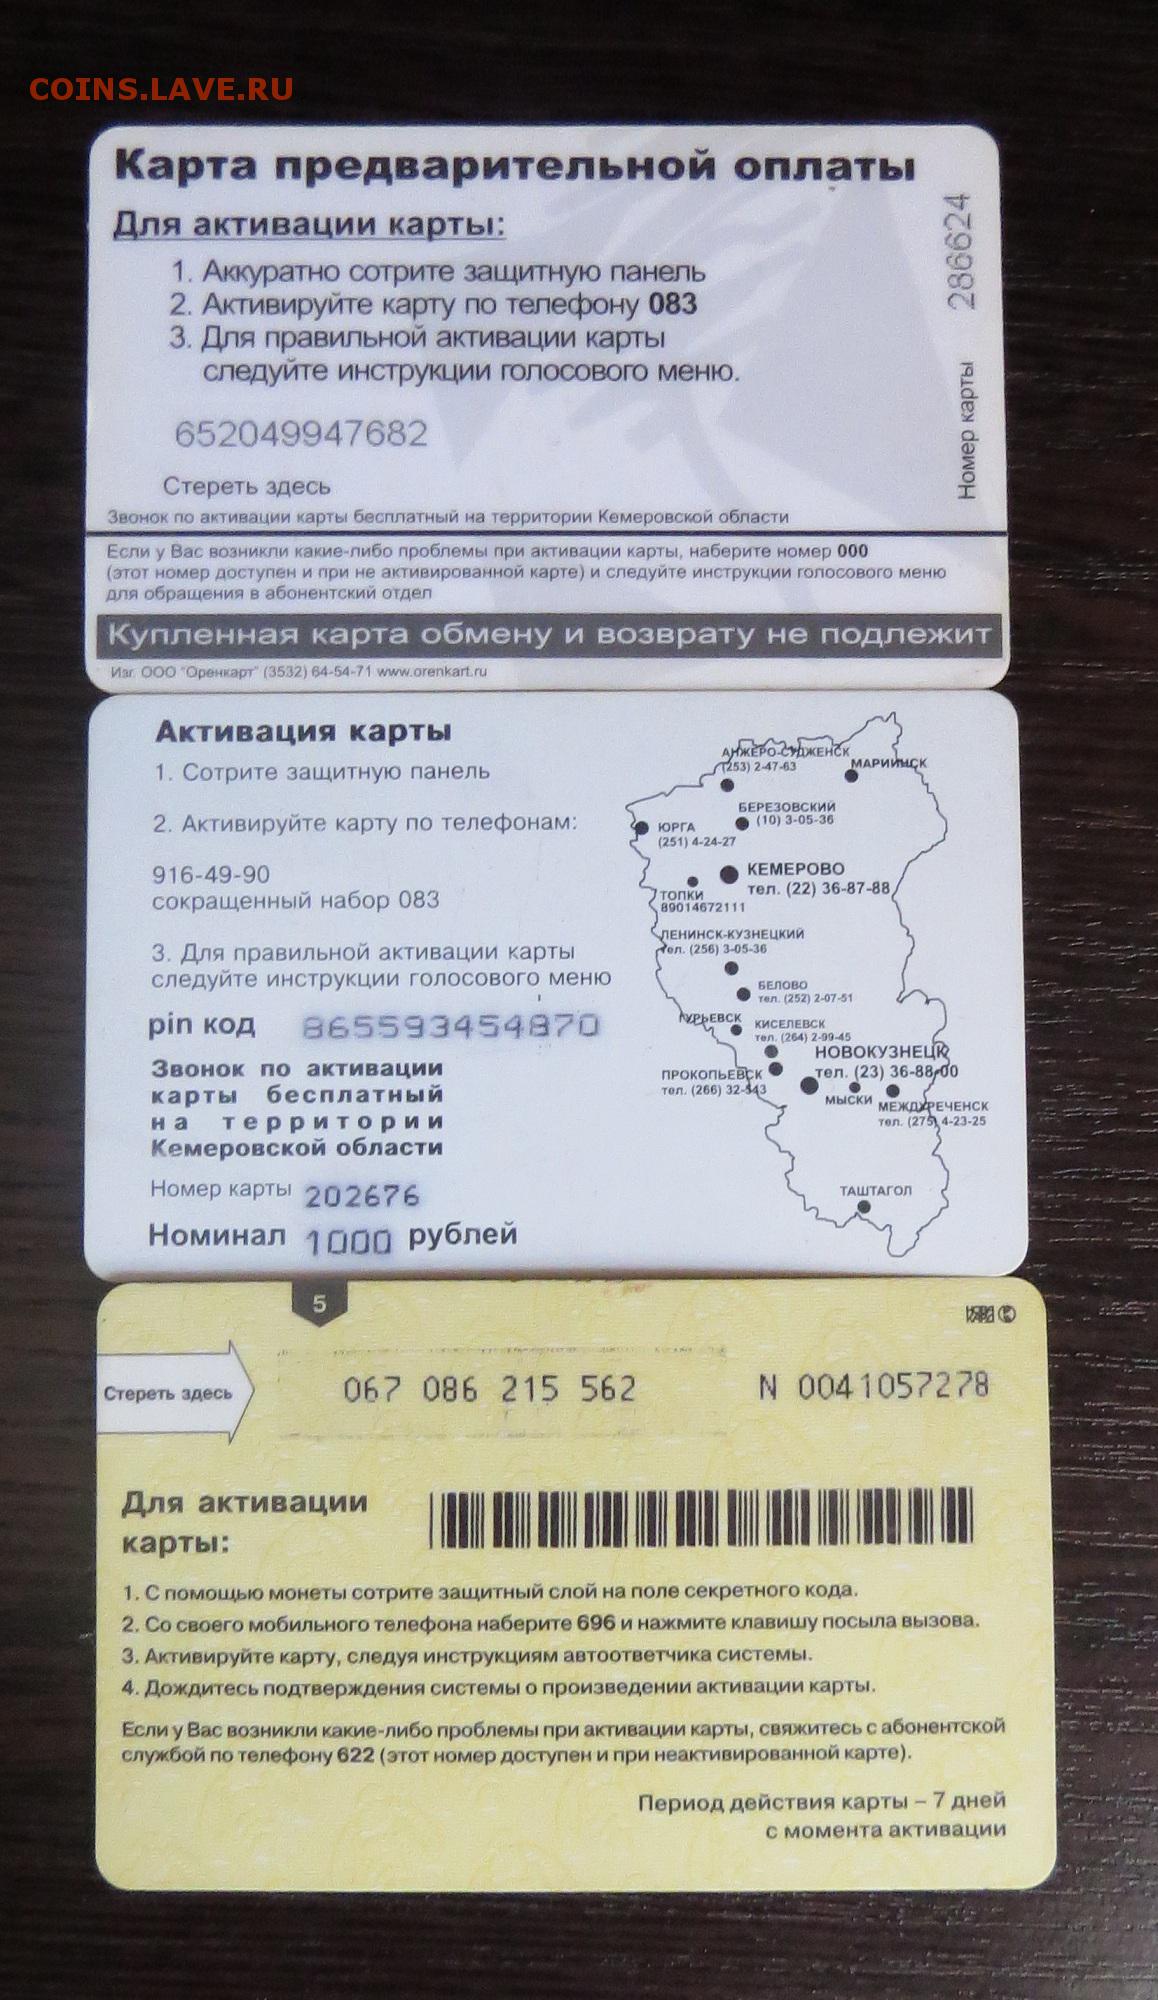 COINS.LAVE.RU
Карта предварительной оплаты
Для активации карты:
1. Аккуратно сотрите защитную панель
2. Активируйте карту по телефону 083
3. Для правильной активации карты
следуйте инструкции голосового меню.
652049947682
Стереть здесь
Номер карты 286624
Звонок по активации карты бесплатный на территории Кемеровской области
Если у Вас возникли какие-либо проблемы при активации карты, наберите номер 000
(этот номер доступен и при не активированной карте) и следуйте инструкции голосового меню
для обращения в абонентский отдел
Купленная карта обмену и возврату не подлежит
Изг. ООО "Оренкарт" (3532) 64-54-71 www.orenkart.ru
Активация карты
1. Сотрите защитную панель
2. Активируйте карту по телефонам:
916-49-90
сокращенный набор 083
3. Для правильной активации карты
следуйте инструкции голосового меню
pin код 865593454870
Звонок по активации
карты бесплатный
на территории
Кемеровской области
Номер карты 202676
Номинал 1000 рублей
АНЖЕРО-СУДЖЕНСК
(253) 2-47-63
МАРИИНСК
БЕРЕЗОВСКИЙ
(10) 3-05-36
ЮРГА
(251) 4-24-27
КЕМЕРОВО
тел. (22) 36-87-88
ТОПКИ
89014672111
ЛЕНИНСК-КУЗНЕЦКИЙ
тел. (256) 3-05-36
БЕЛОВО
тел. (252) 2-07-51
ГУРЬЕВСК
КИСЕЛЕВСК
тел. (264) 2-99-45
НОВОКУЗНЕЦК
тел. (23) 36-88-00
ПРОКОПЬЕВСК
тел. (266) 32-543
МЫСКИ
МЕЖДУРЕЧЕНСК
тел. (275) 4-23-25
ТАШТАГОЛ
5
Стереть здесь
067 086 215 562
N 0041057278
Для активации
карты:
1. С помощью монеты сотрите защитный слой на поле секретного кода.
2. Со своего мобильного телефона наберите 696 и нажмите клавишу посыла вызова.
3. Активируйте карту, следуя инструкциям автоответчика системы.
4. Дождитесь подтверждения системы о произведении активации карты.
Если у Вас возникли какие-либо проблемы при активации карты, свяжитесь с абонентской
службой по телефону 622 (этот номер доступен и при неактивированной карте).
Период действия карты – 7 дней
с момента активации